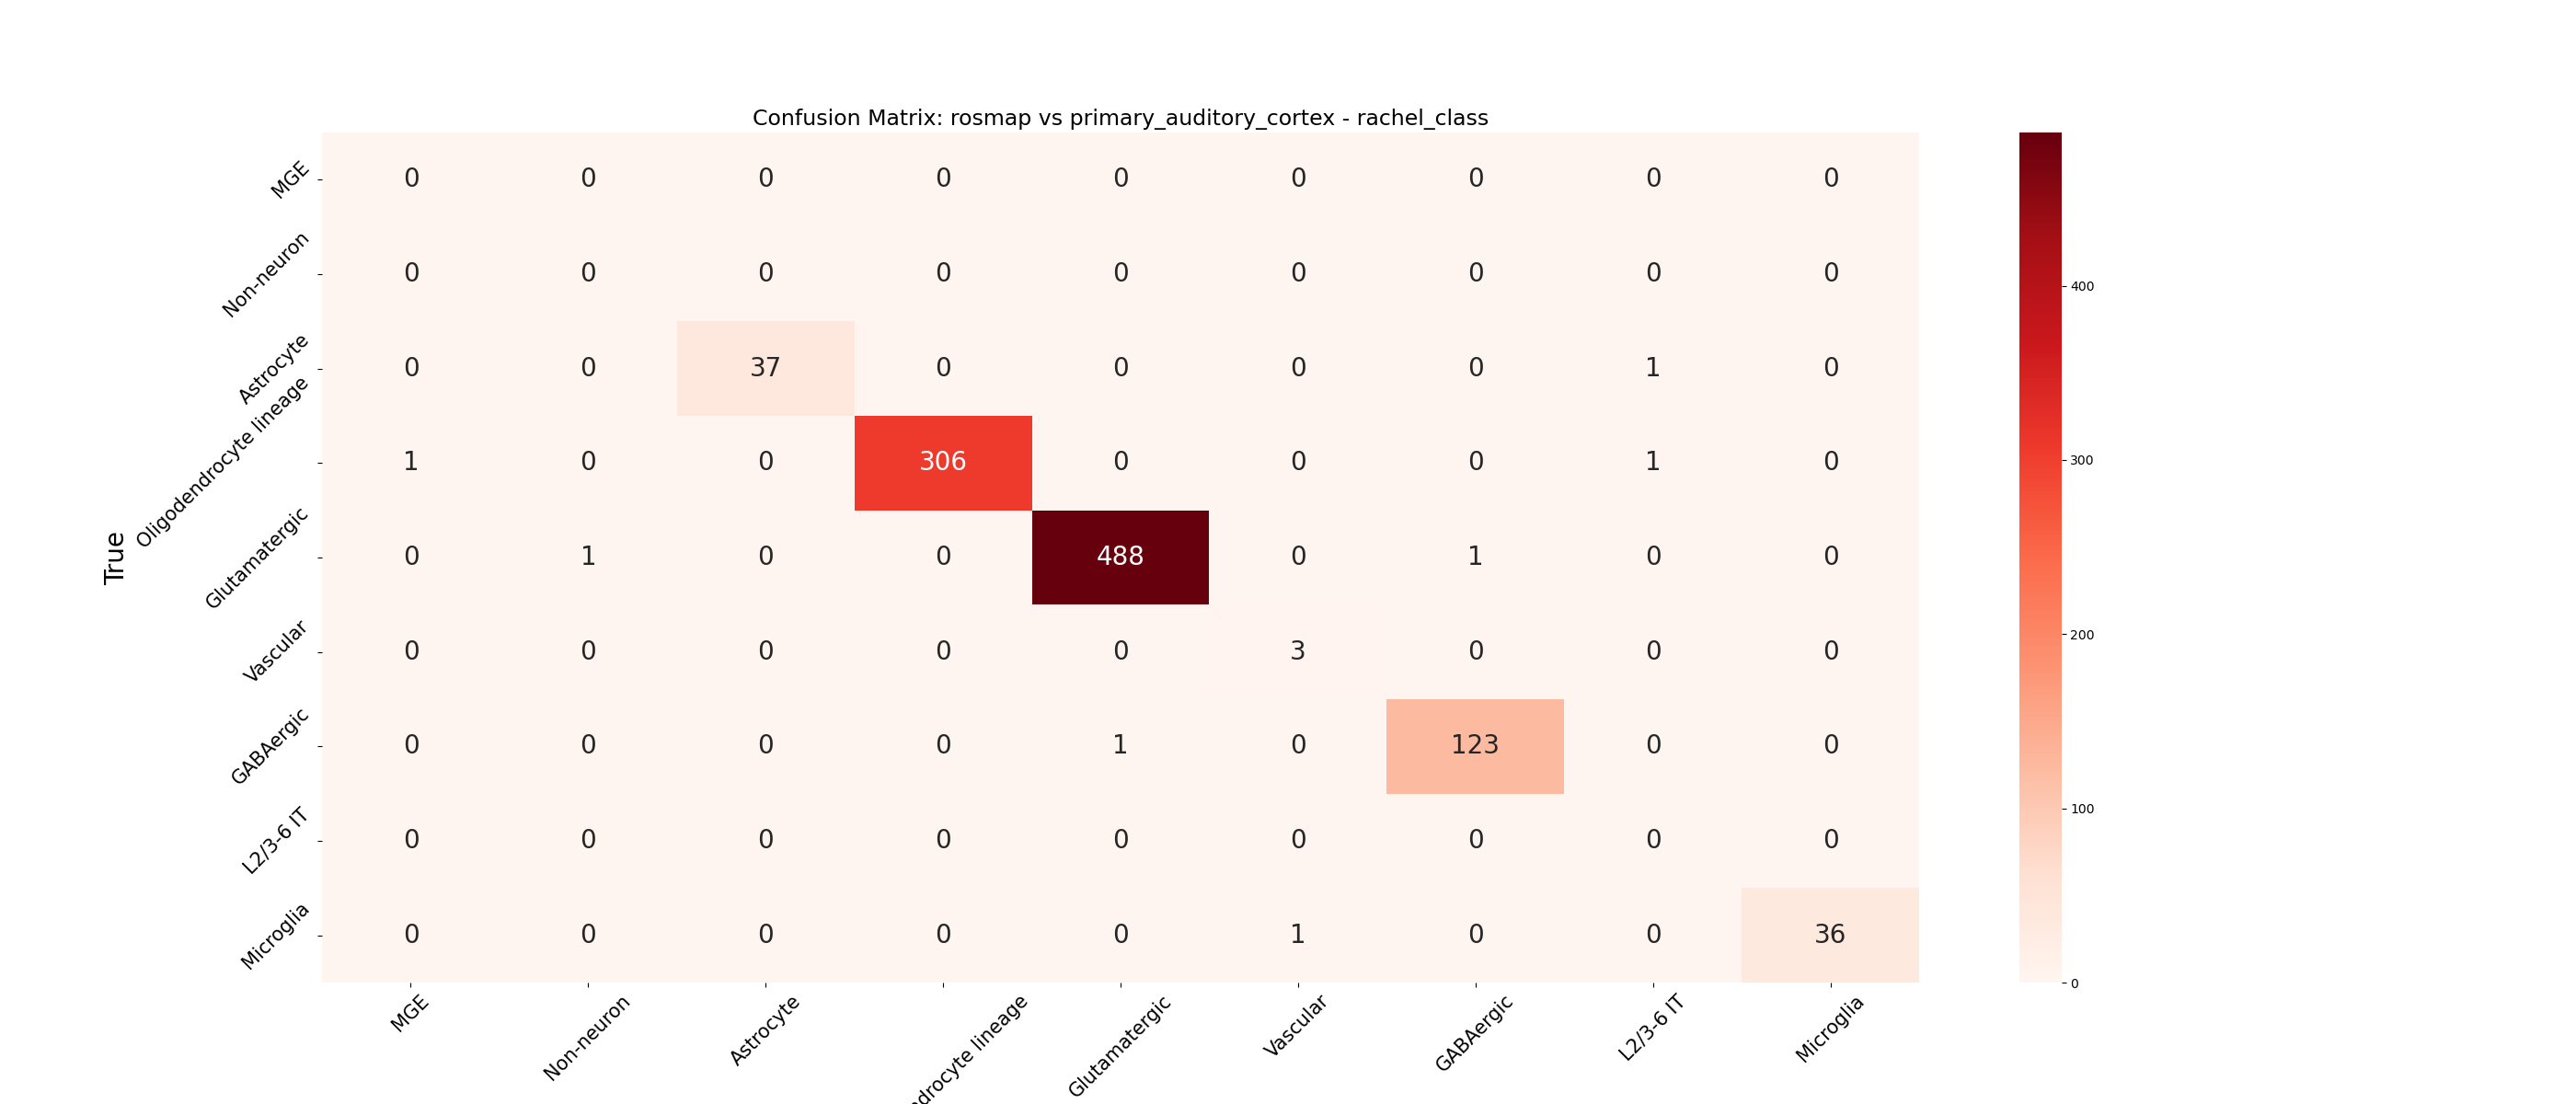 Confusion Matrix: rosmap vs primary_auditory_cortex - rachel_class
True
MGE 0 0 0 0 0 0 0 0 0
Non-neuron 0 0 0 0 0 0 0 0 0
Astrocyte 0 0 37 0 0 0 0 1 0
Oligodendrocyte lineage 1 0 0 306 0 0 0 1 0
Glutamatergic 0 1 0 0 488 0 1 0 0
Vascular 0 0 0 0 0 3 0 0 0
GABAergic 0 0 0 0 1 0 123 0 0
L2/3-6 IT 0 0 0 0 0 0 0 0 0
Microglia 0 0 0 0 0 1 0 0 36
MGE Non-neuron Astrocyte lineage Glutamatergic Vascular GABAergic L2/3-6 IT Microglia
400
300
200
100
0